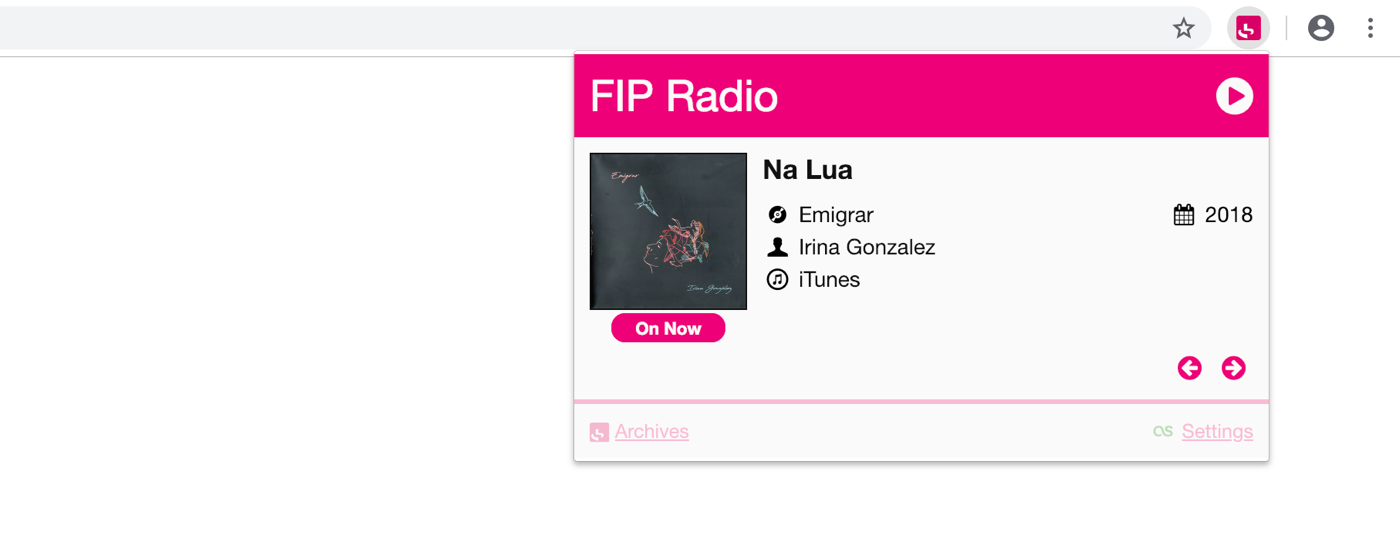 FIP Radio
Emigrar
Irina Gonzalez
On Now
Na Lua
Emigrar
2018
Irina Gonzalez
iTunes
Archives
Settings